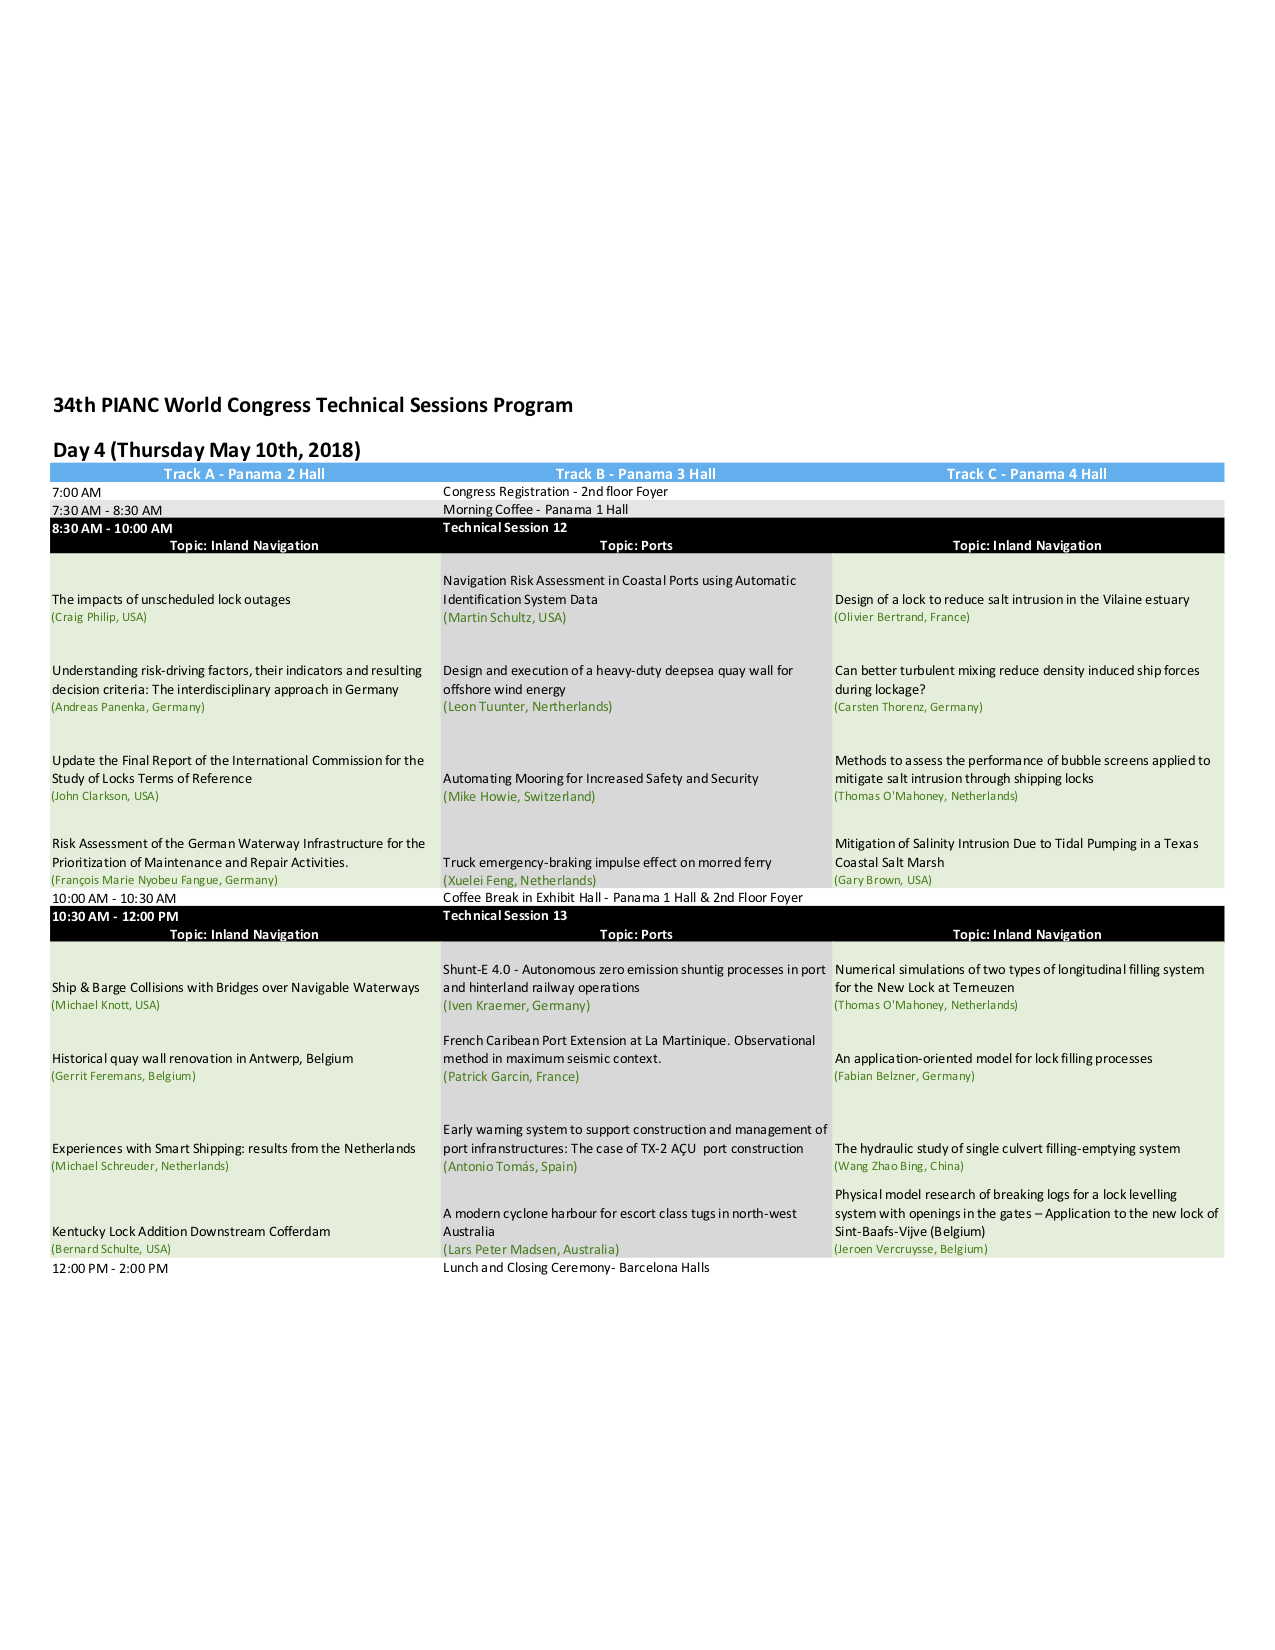 34th PIANC World Congress Technical Sessions Program
Day 4 (Thursday May 10th, 2018)
Track A - Panama 2 Hall Track B - Panama 3 Hall Track C - Panama 4 Hall
7:00 AM Congress Registration - 2nd floor Foyer
7:30 AM - 8:30 AM Morning Coffee - Panama 1 Hall
8:30 AM - 10:00 AM Technical Session 12
Topic: Inland Navigation Topic: Ports Topic: Inland Navigation
The impacts of unscheduled lock outages
(Craig Philip, USA)
Navigation Risk Assessment in Coastal Ports using Automatic
Identification System Data
(Martin Schultz, USA)
Design of a lock to reduce salt intrusion in the Vilaine estuary
(Olivier Bertrand, France)
Understanding risk-driving factors, their indicators and resulting
decision criteria: The interdisciplinary approach in Germany
(Andreas Panenka, Germany)
Design and execution of a heavy-duty deepsea quay wall for
offshore wind energy
(Leon Tuunter, Nertherlands)
Can better turbulent mixing reduce density induced ship forces
during lockage?
(Carsten Thorenz, Germany)
Update the Final Report of the International Commission for the
Study of Locks Terms of Reference
(John Clarkson, USA)
Automating Mooring for Increased Safety and Security
(Mike Howie, Switzerland)
Methods to assess the performance of bubble screens applied to
mitigate salt intrusion through shipping locks
(Thomas O'Mahoney, Netherlands)
Risk Assessment of the German Waterway Infrastructure for the
Prioritization of Maintenance and Repair Activities.
(François Marie Nyobeu Fangue, Germany)
Truck emergency-braking impulse effect on morred ferry
(Xuelei Feng, Netherlands)
Mitigation of Salinity Intrusion Due to Tidal Pumping in a Texas
Coastal Salt Marsh
(Gary Brown, USA)
10:00 AM - 10:30 AM Coffee Break in Exhibit Hall - Panama 1 Hall & 2nd Floor Foyer
10:30 AM - 12:00 PM Technical Session 13
Topic: Inland Navigation Topic: Ports Topic: Inland Navigation
Ship & Barge Collisions with Bridges over Navigable Waterways
(Michael Knott, USA)
Shunt-E 4.0 - Autonomous zero emission shuntig processes in port
and hinterland railway operations
(Iven Kraemer, Germany)
Numerical simulations of two types of longitudinal filling system
for the New Lock at Terneuzen
(Thomas O'Mahoney, Netherlands)
Historical quay wall renovation in Antwerp, Belgium
(Gerrit Feremans, Belgium)
French Caribean Port Extension at La Martinique. Observational
method in maximum seismic context.
(Patrick Garcin, France)
An application-oriented model for lock filling processes
(Fabian Belzner, Germany)
Experiences with Smart Shipping: results from the Netherlands
(Michael Schreuder, Netherlands)
Early warning system to support construction and management of
port infranstructures: The case of TX-2 AÇU port construction
(Antonio Tomás, Spain)
The hydraulic study of single culvert filling-emptying system
(Wang Zhao Bing, China)
Kentucky Lock Addition Downstream Cofferdam
(Bernard Schulte, USA)
A modern cyclone harbour for escort class tugs in north-west
Australia
(Lars Peter Madsen, Australia)
Physical model research of breaking logs for a lock levelling
system with openings in the gates – Application to the new lock of
Sint-Baafs-Vijve (Belgium)
(Jeroen Vercruysse, Belgium)
12:00 PM - 2:00 PM Lunch and Closing Ceremony- Barcelona Halls